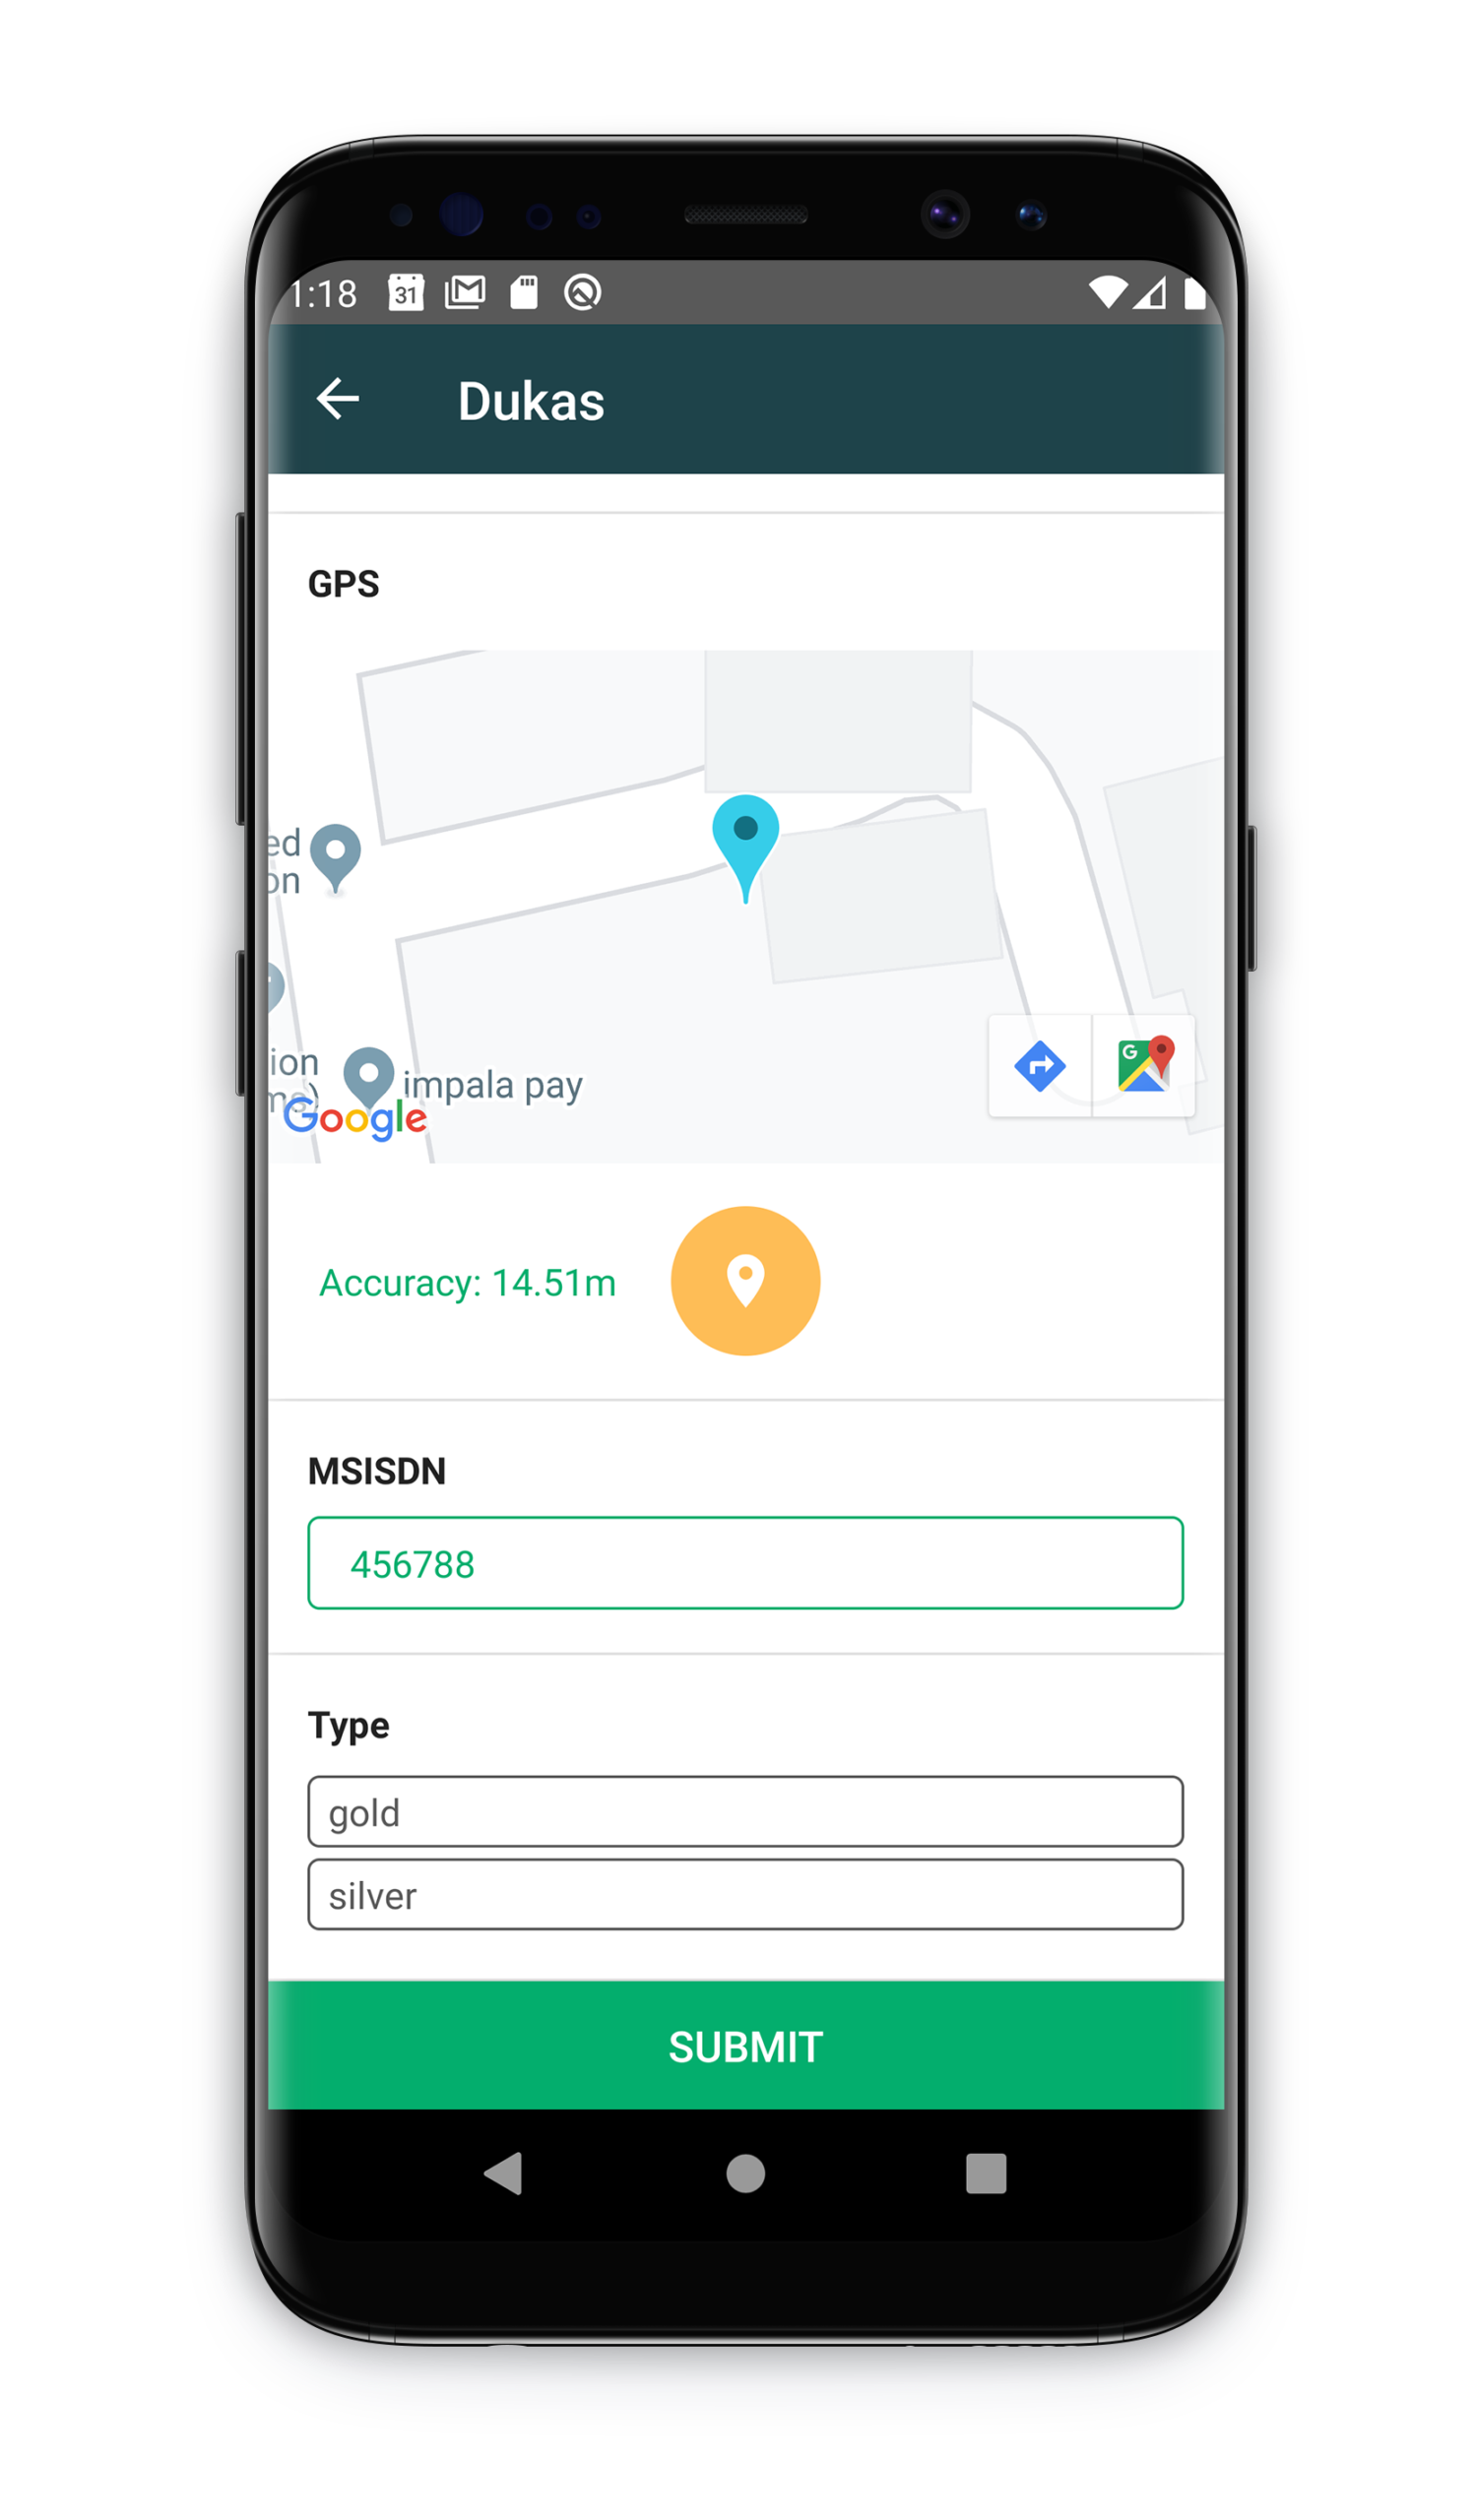 1:18
31
Dukas
GPS
ed
on
ion
impala pay
Google
G
Accuracy: 14.51m
MSISDN
456788
Type
gold
silver
SUBMIT